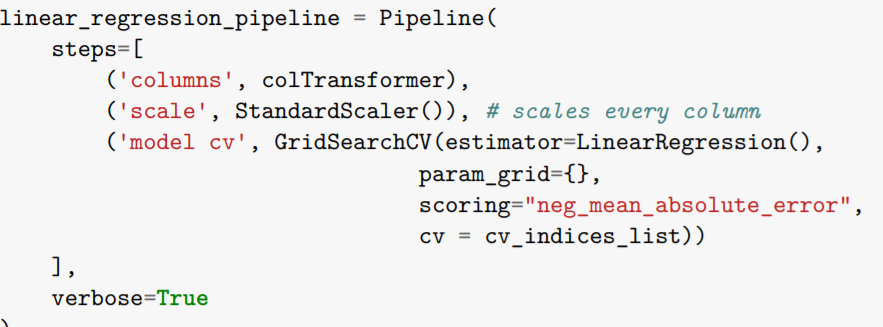 linear_regression_pipeline = Pipeline(
    steps=[
        ('columns', colTransformer),
        ('scale', StandardScaler()), # scales every column
        ('model cv', GridSearchCV(estimator=LinearRegression(),
                               param_grid={},
                               scoring="neg_mean_absolute_error",
                               cv = cv_indices_list))
    ],
    verbose=True
)